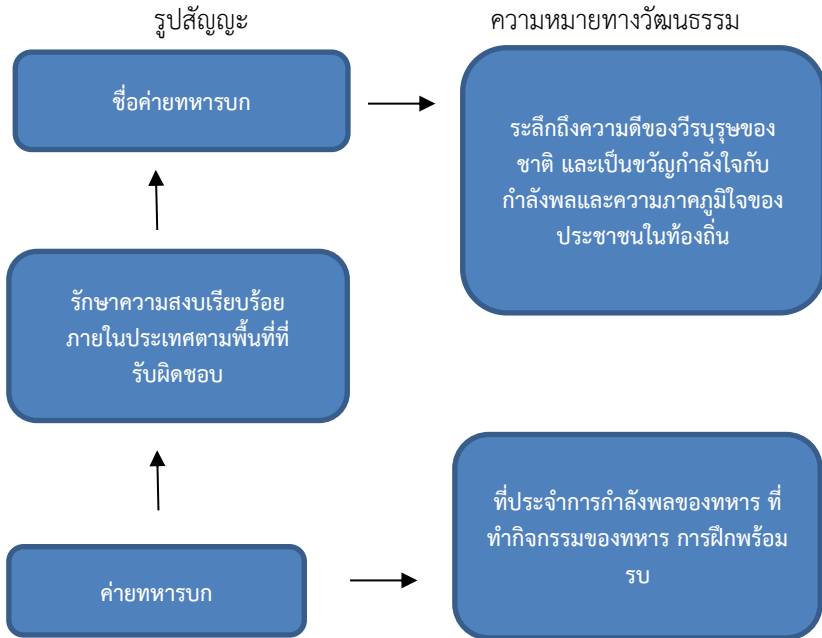 รูปสัญญะ
ความหมายทางวัฒนธรรม
ชื่อค่ายทหารบก
ระลึกถึงความดีของวีรบุรุษของ
ชาติ และเป็นขวัญกำลังใจกับ
กำลังพลและความภาคภูมิใจของ
ประชาชนในท้องถิ่น
รักษาความสงบเรียบร้อย
ภายในประเทศตามพื้นที่ที่
รับผิดชอบ
ที่ประจำการกำลังพลของทหาร ที่
ทำกิจกรรมของทหาร การฝึกพร้อม
รบ
ค่ายทหารบก